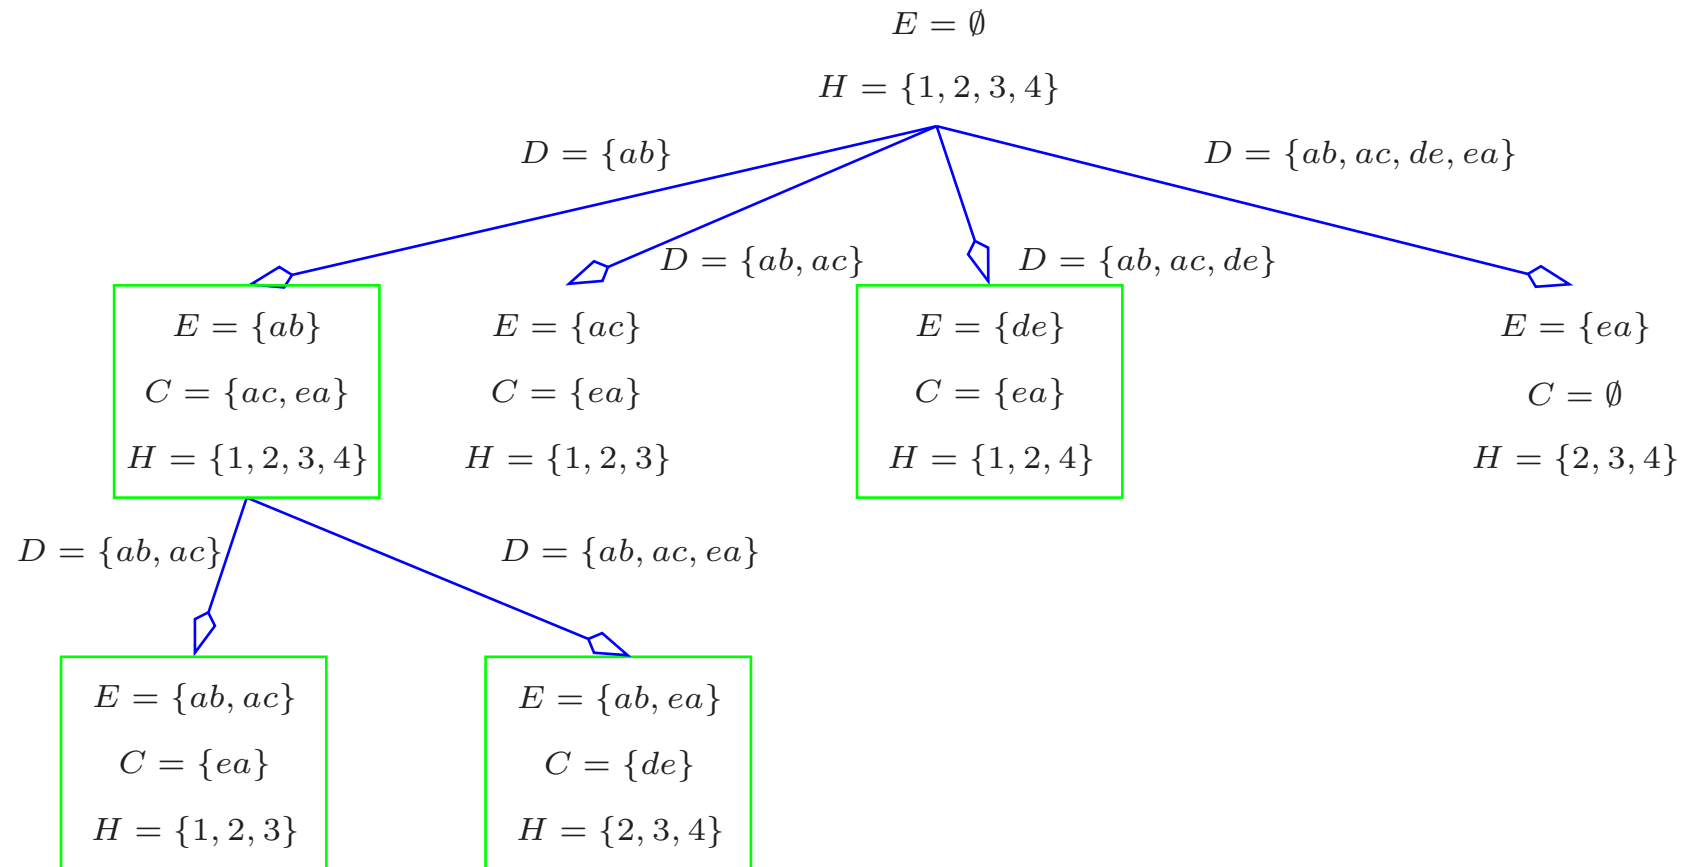 E = ∅
H = {1, 2, 3, 4}
D = {ab}
D = {ab, ac, de, ea}
D = {ab, ac}
D = {ab, ac, de}
E = {ab}
C = {ac, ea}
H = {1, 2, 3, 4}
E = {ac}
C = {ea}
H = {1, 2, 3}
E = {de}
C = {ea}
H = {1, 2, 4}
E = {ea}
C = ∅
H = {2, 3, 4}
D = {ab, ac}
D = {ab, ac, ea}
E = {ab, ac}
C = {ea}
H = {1, 2, 3}
E = {ab, ea}
C = {de}
H = {2, 3, 4}